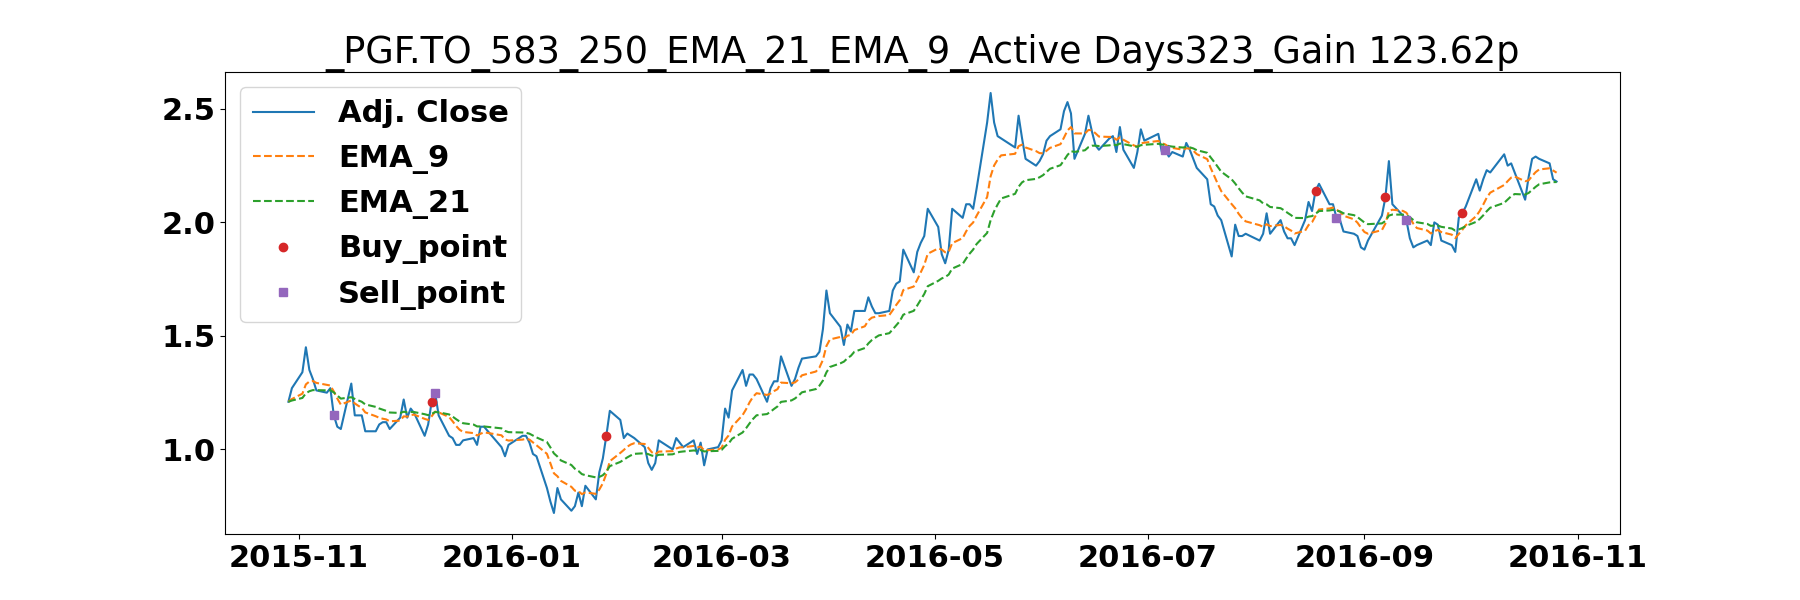 _PGF.TO_583_250_EMA_21_EMA_9_Active Days323_Gain 123.62p
Adj. Close
EMA_9
EMA_21
Buy_point
Sell_point
2.5
2.0
1.5
1.0
2015-11 2016-01 2016-03 2016-05 2016-07 2016-09 2016-11